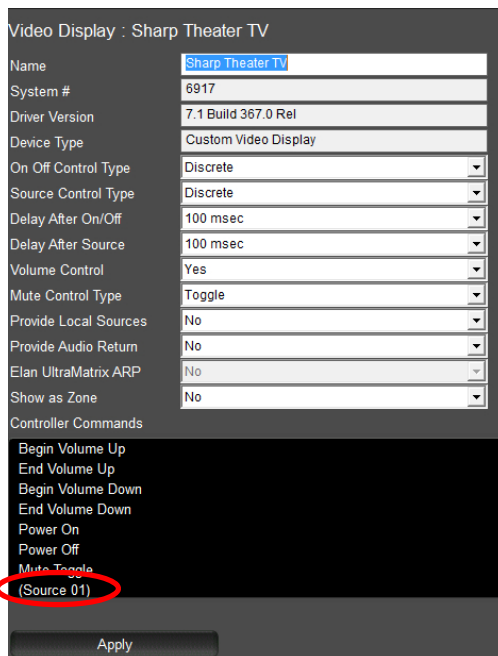 Video Display : Sharp Theater TV
Name Sharp Theater TV
System # 6917
Driver Version 7.1 Build 367.0 Rel
Device Type Custom Video Display
On Off Control Type Discrete
Source Control Type Discrete
Delay After On/Off 100 msec
Delay After Source 100 msec
Volume Control Yes
Mute Control Type Toggle
Provide Local Sources No
Provide Audio Return No
Elan UltraMatrix ARP No
Show as Zone No
Controller Commands
Begin Volume Up
End Volume Up
Begin Volume Down
End Volume Down
Power On
Power Off
Mute Toggle
(Source 01)
Apply